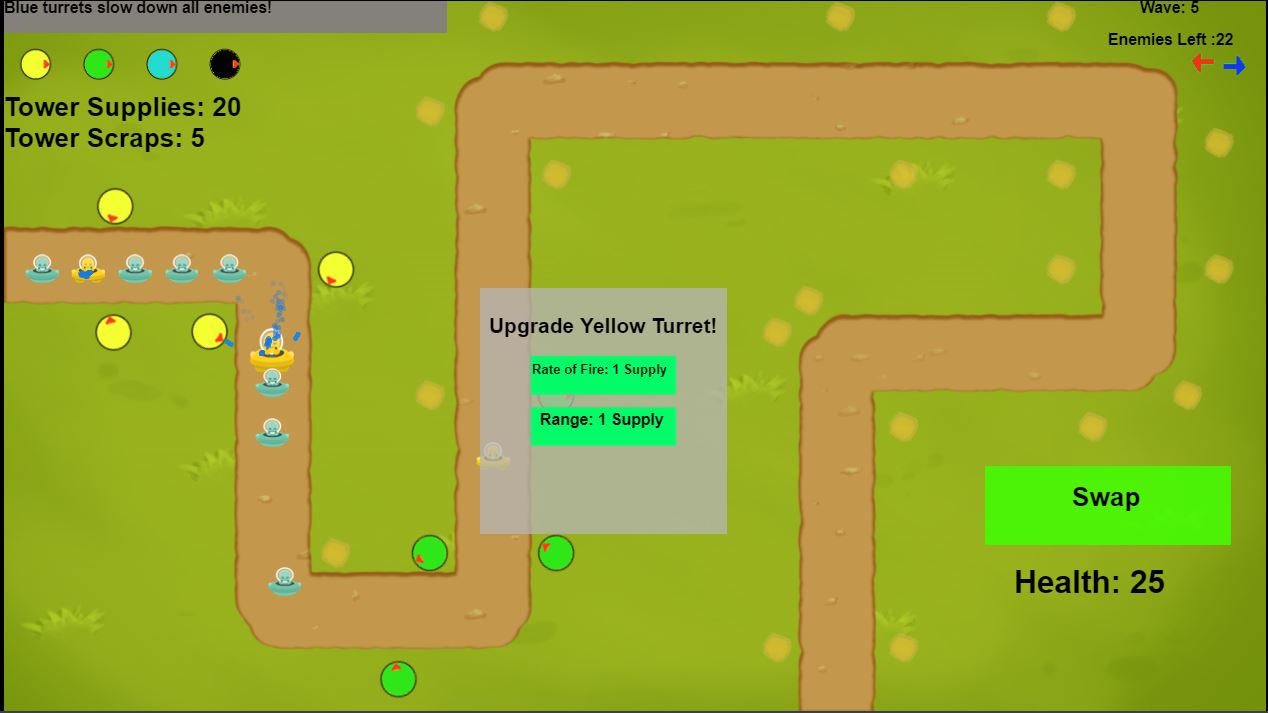 Blue turrets slow down all enemies!
Wave: 5
Enemies Left :22
Tower Supplies: 20
Tower Scraps: 5
Upgrade Yellow Turret!
Rate of Fire: 1 Supply
Range: 1 Supply
Swap
Health: 25